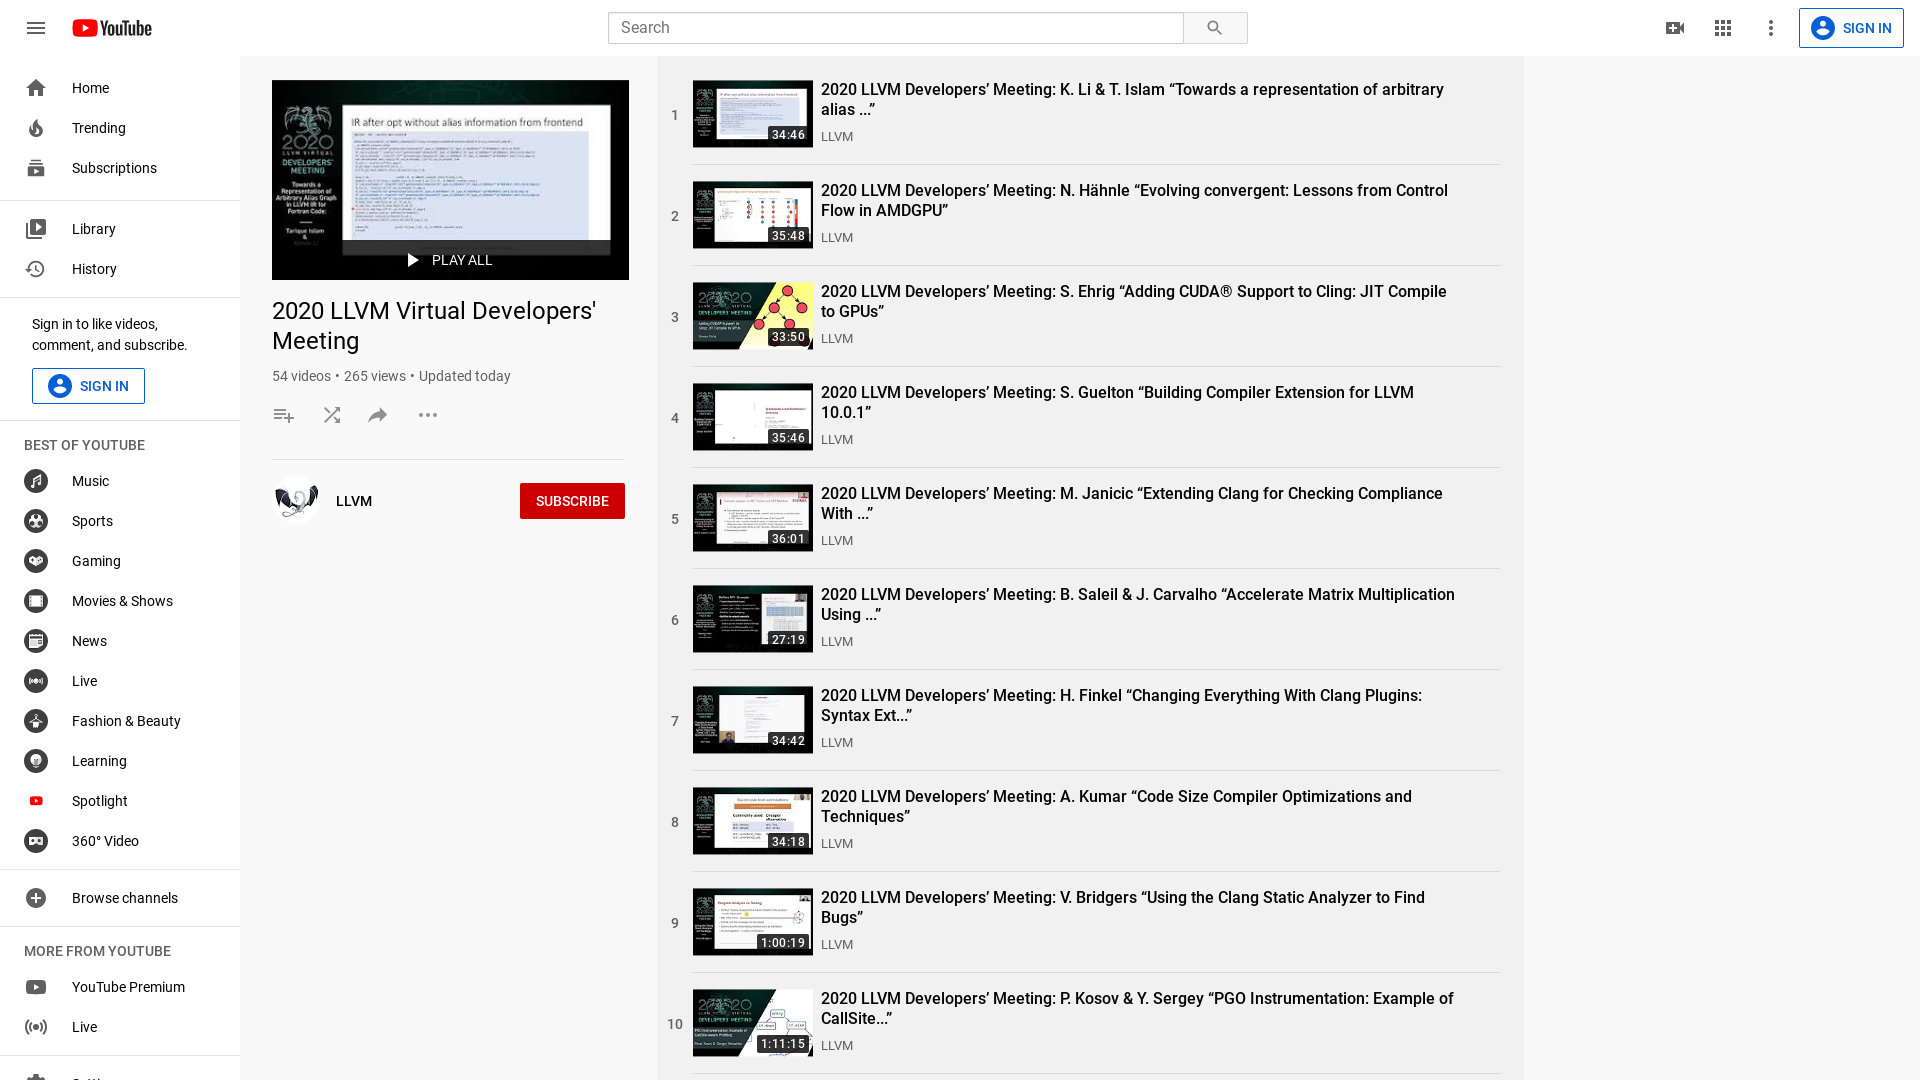 YouTube
Search
SIGN IN
Home
Trending
Subscriptions
Library
History
Sign in to like videos,
comment, and subscribe.
SIGN IN
BEST OF YOUTUBE
Music
Sports
Gaming
Movies & Shows
News
Live
Fashion & Beauty
Learning
Spotlight
360° Video
Browse channels
MORE FROM YOUTUBE
YouTube Premium
Live
2020
LLVM VIRTUAL
DEVELOPERS'
MEETING
Towards a
Representation of
Arbitrary Alias Graph
in LLVM IR for
Fortran Code:
Tarique Islam
IR after opt without alias information from frontend
PLAY ALL
2020 LLVM Virtual Developers'
Meeting
54 videos • 265 views • Updated today
LLVM
SUBSCRIBE
1
34:46
2020 LLVM Developers’ Meeting: K. Li & T. Islam “Towards a representation of arbitrary
alias ...”
LLVM
2
35:48
2020 LLVM Developers’ Meeting: N. Hähnle “Evolving convergent: Lessons from Control
Flow in AMDGPU”
LLVM
3
33:50
2020 LLVM Developers’ Meeting: S. Ehrig “Adding CUDA® Support to Cling: JIT Compile
to GPUs”
LLVM
4
35:46
2020 LLVM Developers’ Meeting: S. Guelton “Building Compiler Extension for LLVM
10.0.1”
LLVM
5
36:01
2020 LLVM Developers’ Meeting: M. Janicic “Extending Clang for Checking Compliance
With ...”
LLVM
6
27:19
2020 LLVM Developers’ Meeting: B. Saleil & J. Carvalho “Accelerate Matrix Multiplication
Using ...”
LLVM
7
34:42
2020 LLVM Developers’ Meeting: H. Finkel “Changing Everything With Clang Plugins:
Syntax Ext...”
LLVM
8
34:18
2020 LLVM Developers’ Meeting: A. Kumar “Code Size Compiler Optimizations and
Techniques”
LLVM
9
1:00:19
2020 LLVM Developers’ Meeting: V. Bridgers “Using the Clang Static Analyzer to Find
Bugs”
LLVM
10
1:11:15
2020 LLVM Developers’ Meeting: P. Kosov & Y. Sergey “PGO Instrumentation: Example of
CallSite...”
LLVM